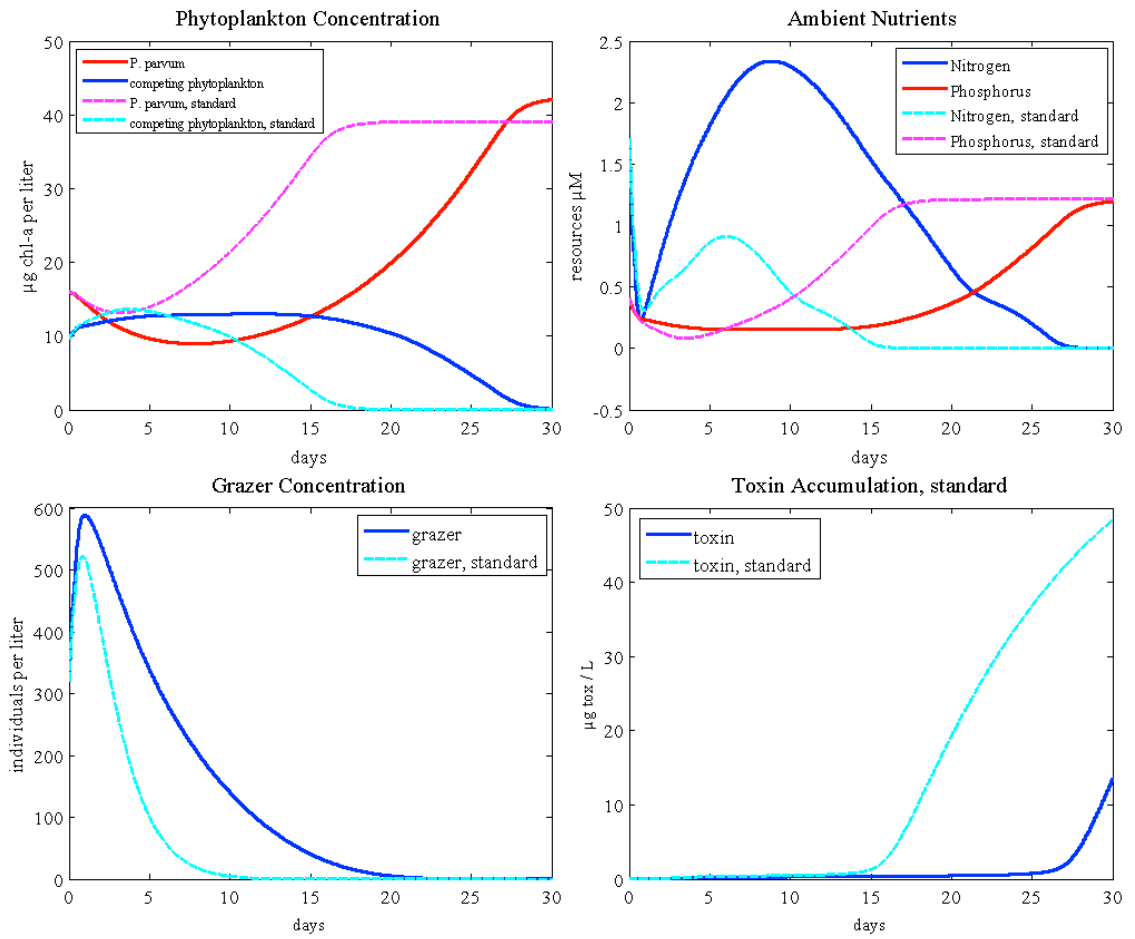 Phytoplankton Concentration
50
40
30
20
10
0
µg chl-a per liter
P. parvum
competing phytoplankton
P. parvum, standard
competing phytoplankton, standard
0 5 10 15 20 25 30
days
Ambient Nutrients
2.5
2
1.5
1
0.5
0
-0.5
resources µM
Nitrogen
Phosphorus
Nitrogen, standard
Phosphorus, standard
0 5 10 15 20 25 30
days
Grazer Concentration
600
500
400
300
200
100
0
individuals per liter
grazer
grazer, standard
0 5 10 15 20 25 30
days
Toxin Accumulation, standard
50
40
30
20
10
0
µg tox / L
toxin
toxin, standard
0 5 10 15 20 25 30
days